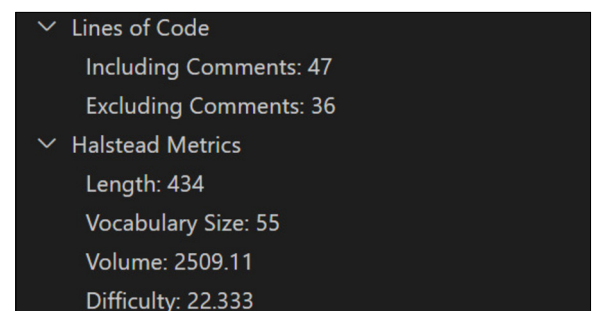 Lines of Code
Including Comments: 47
Excluding Comments: 36
Halstead Metrics
Length: 434
Vocabulary Size: 55
Volume: 2509.11
Difficulty: 22.333